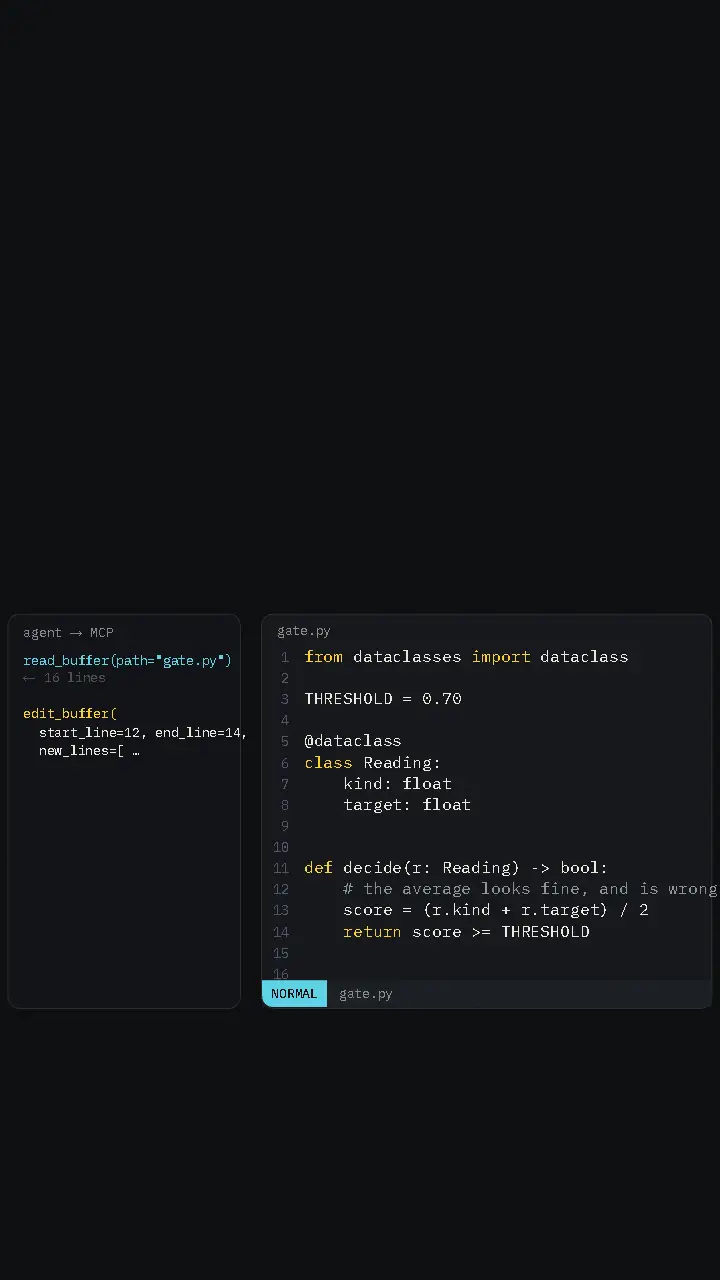 agent → MCP
read_buffer(path="gate.py")
← 16 lines
edit_buffer(
  start_line=12, end_line=14,
  new_lines=[ …
gate.py
1 from dataclasses import dataclass
2
3 THRESHOLD = 0.70
4
5 @dataclass
6 class Reading:
7     kind: float
8     target: float
9
10
11 def decide(r: Reading) -> bool:
12     # the average looks fine, and is wrong
13     score = (r.kind + r.target) / 2
14     return score >= THRESHOLD
15
16
NORMAL gate.py